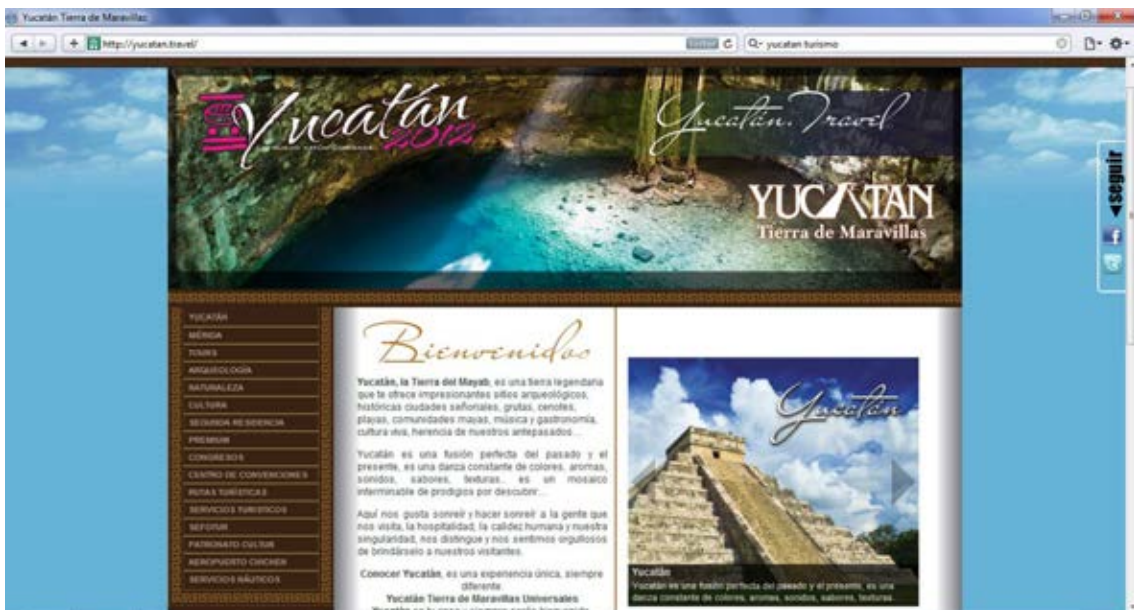 Yucatán Tierra de Maravillas
http://yucatan.travel/
yucatan turismo
Yucatán
2012
Yucatán.Travel
YUCATAN
Tierra de Maravillas
seguir
YUCATÁN
MÉRIDA
TOURS
ARQUEOLOGÍA
NATURALEZA
CULTURA
SEGUNDA RESIDENCIA
PREMIUM
CONGRESOS
CENTRO DE CONVENCIONES
RUTAS TURÍSTICAS
SERVICIOS TURISTICOS
SEFOTUR
PATRONATO CULTUR
AEROPUERTO CHICHEN
SERVICIOS NÁUTICOS
Bienvenidos
Yucatán, la Tierra del Mayab, es una tierra legendaria
que te ofrece impresionantes sitios arqueológicos,
históricas ciudades señoriales, grutas, cenotes,
playas, comunidades mayas, música y gastronomía,
cultura viva, herencia de nuestros antepasados...
Yucatán es una fusión perfecta del pasado y el
presente, es una danza constante de colores, aromas,
sonidos, sabores, texturas... es un mosaico
interminable de prodigios por descubrir...
Aquí nos gusta sonreír y hacer sonreír a la gente que
nos visita, la hospitalidad, la calidez humana y nuestra
singularidad, nos distingue y nos sentimos orgullosos
de brindárselo a nuestros visitantes.
Conocer Yucatán, es una experiencia única, siempre
diferente
Yucatán Tierra de Maravillas Universales
Yucatán
Yucatán
Yucatán es una fusión perfecta del pasado y el presente, es una
danza constante de colores, aromas, sonidos, sabores, texturas